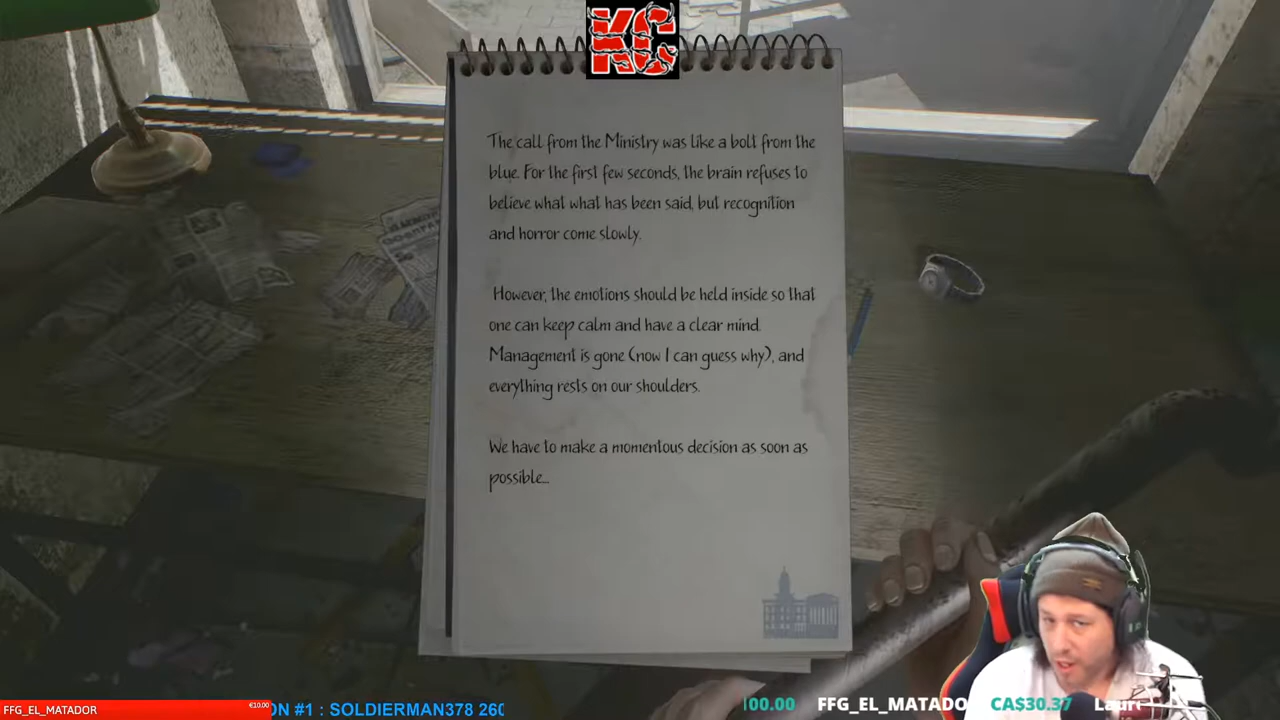 KC
The call from the Ministry was like a bolt from the
blue. For the first few seconds, the brain refuses to
believe what what has been said, but recognition
and horror come slowly.
However, the emotions should be held inside so that
one can keep calm and have a clear mind.
Management is gone (now I can guess why), and
everything rests on our shoulders.
We have to make a momentous decision as soon as
possible...
FFG_EL_MATADOR €10.00 ON #1 : SOLDIERMAN378 260 100.00 FFG_EL_MATADO CA$30.37 Laur